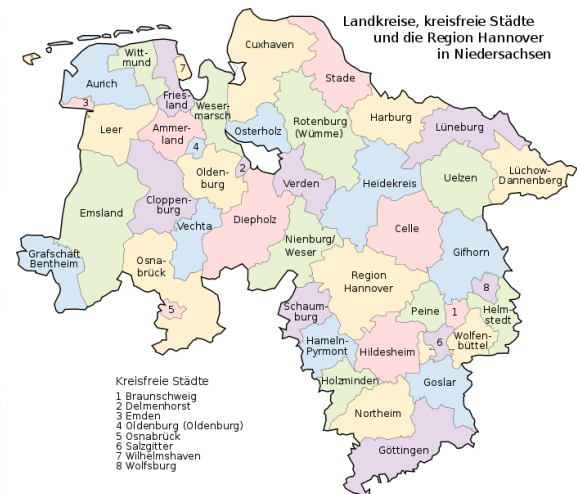 Landkreise, kreisfreie Städte
und die Region Hannover
in Niedersachsen
Cuxhaven
Witt-
mund
7
Stade
Aurich
Fries-
land
Weser-
marsch
3
Rotenburg
(Wümme)
Harburg
Leer
Ammer-
land
Osterholz
Lüneburg
4
2
Olden-
burg
Verden
Heidekreis
Uelzen
Lüchow-
Dannenberg
Emsland
Cloppen-
burg
Vechta
Diepholz
Celle
Nienburg/
Weser
Gifhorn
Grafschaft
Bentheim
Osna-
brück
Region
Hannover
8
5
Schaum-
burg
Peine
1
Helm-
stedt
Hameln-
Pyrmont
Hildesheim
6
Wolfen-
büttel
Holzminden
Goslar
Northeim
Göttingen
Kreisfreie Städte
1 Braunschweig
2 Delmenhorst
3 Emden
4 Oldenburg (Oldenburg)
5 Osnabrück
6 Salzgitter
7 Wilhelmshaven
8 Wolfsburg